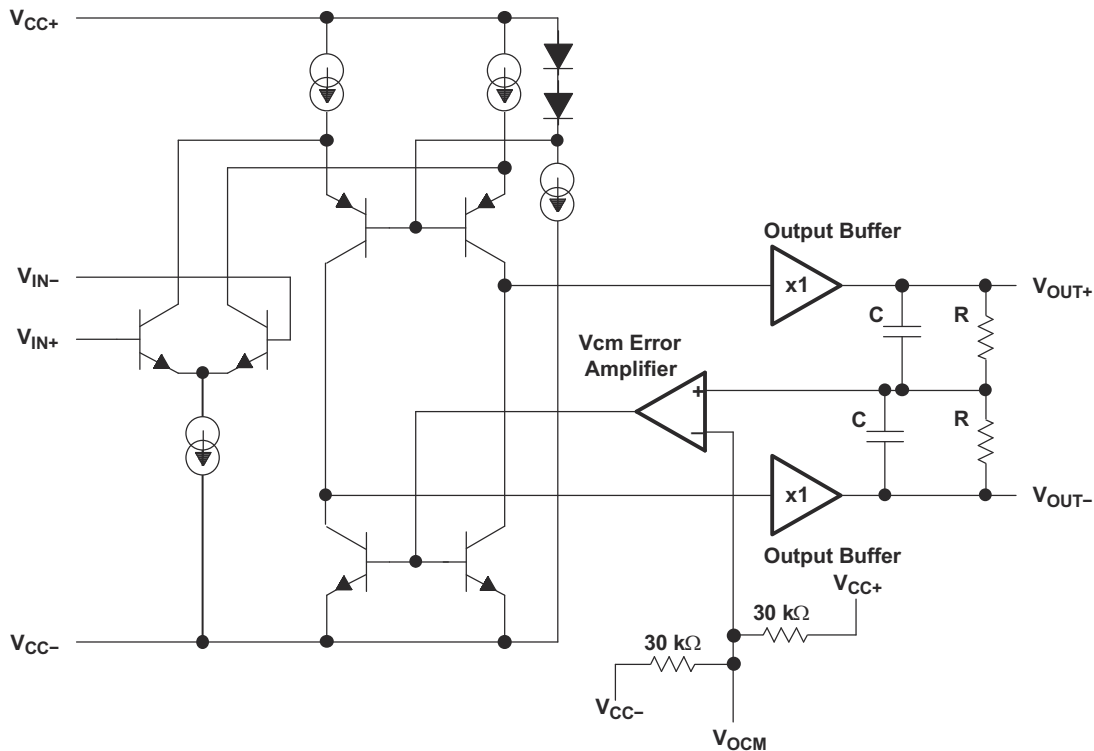 VCC+
Output Buffer
VIN−
x1
VOUT+
C
R
VIN+
Vcm Error
Amplifier
+
−
C
R
x1
VOUT−
Output Buffer
VCC+
30 kΩ
VCC−
30 kΩ
VCC−
VOCM